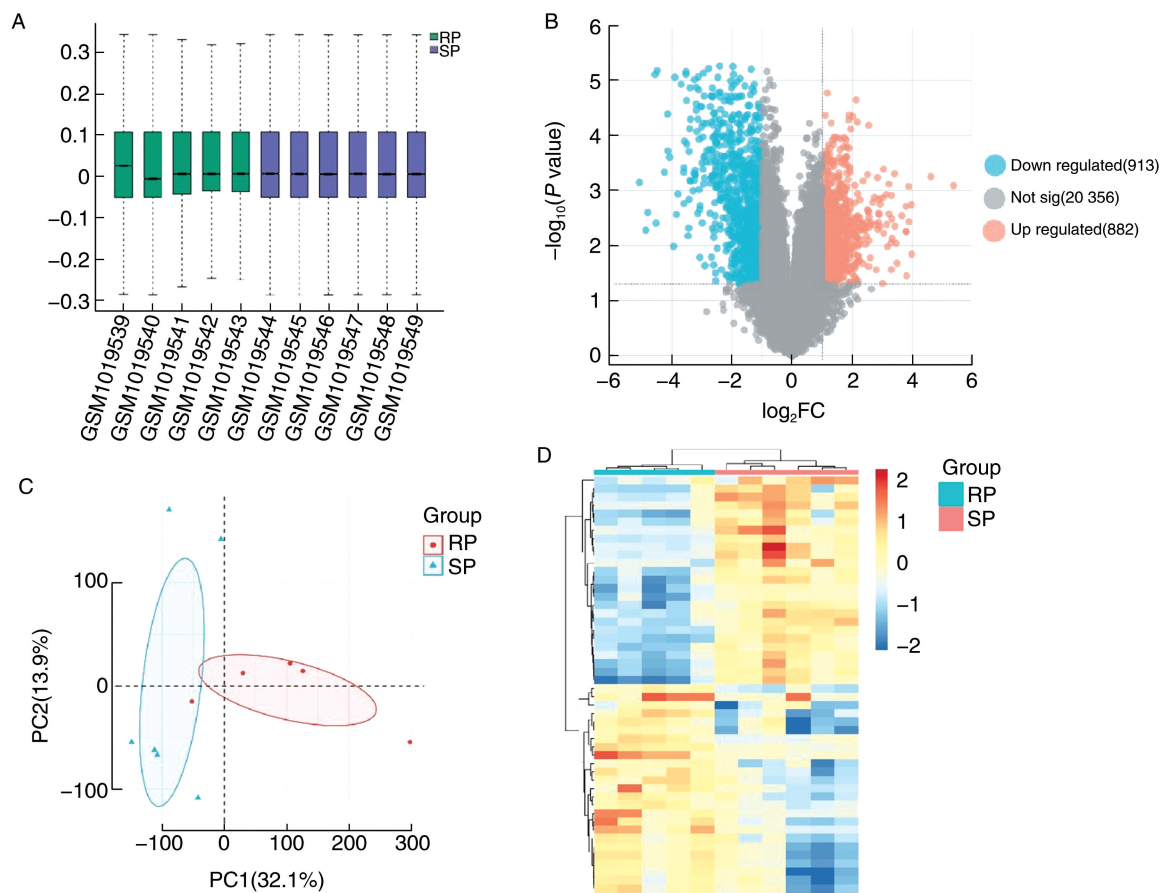 A
RP
SP
0.3
0.2
0.1
0
−0.1
−0.2
−0.3
GSM1019539
GSM1019540
GSM1019541
GSM1019542
GSM1019543
GSM1019544
GSM1019545
GSM1019546
GSM1019547
GSM1019548
GSM1019549
B
6
5
4
3
2
1
0
−log10(P value)
−6
−4
−2
0
2
4
6
log2FC
Down regulated(913)
Not sig(20 356)
Up regulated(882)
C
Group
RP
SP
100
0
−100
PC2(13.9%)
−100
0
100
200
300
PC1(32.1%)
D
Group
RP
SP
2
1
0
−1
−2